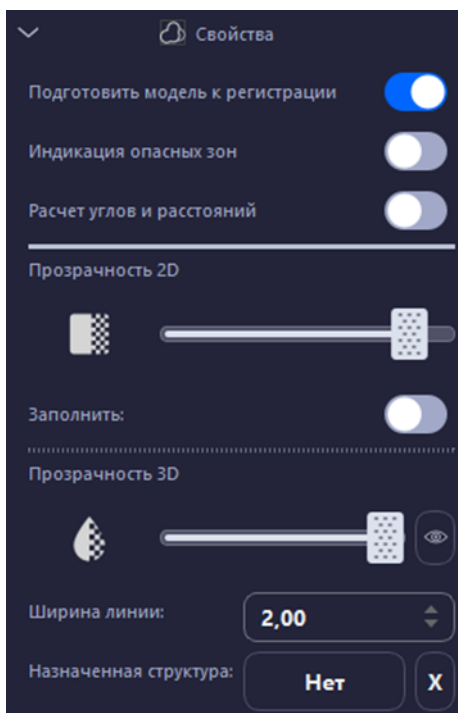 Свойства
Подготовить модель к регистрации
Индикация опасных зон
Расчет углов и расстояний
Прозрачность 2D
Заполнить:
Прозрачность 3D
Ширина линии: 2,00
Назначенная структура: Нет X